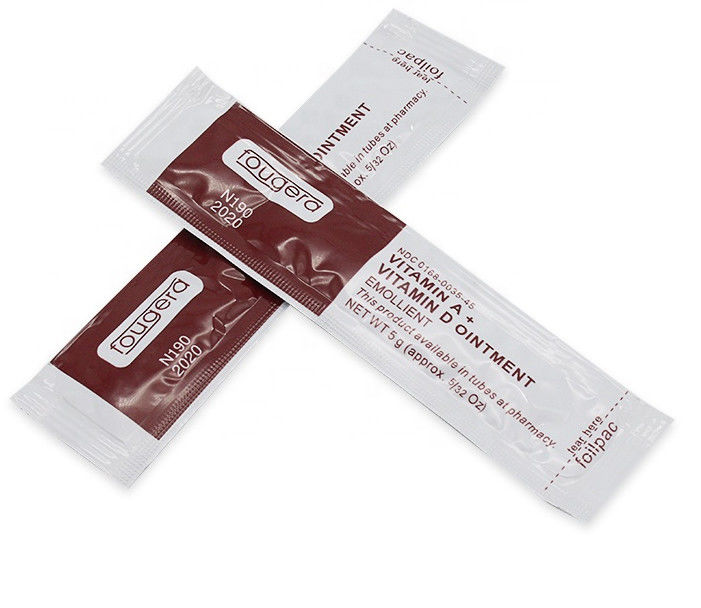 fougera
N190
2020
NDC 0168-0035-45
VITAMIN A +
VITAMIN D OINTMENT
EMOLLIENT
This product available in tubes at pharmacy.
NET WT 5 g (approx. 5/32 Oz)
tear here
foilpac
fougera
N190
2020
OINTMENT
able in tubes at pharmacy.
ox. 5/32 Oz)
tear here
foilpac